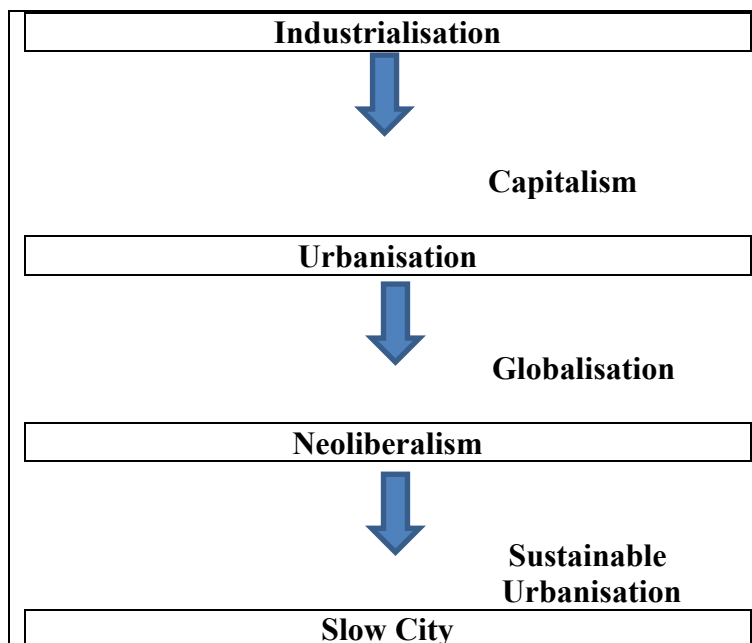 Industrialisation
Capitalism
Urbanisation
Globalisation
Neoliberalism
Sustainable
Urbanisation
Slow City